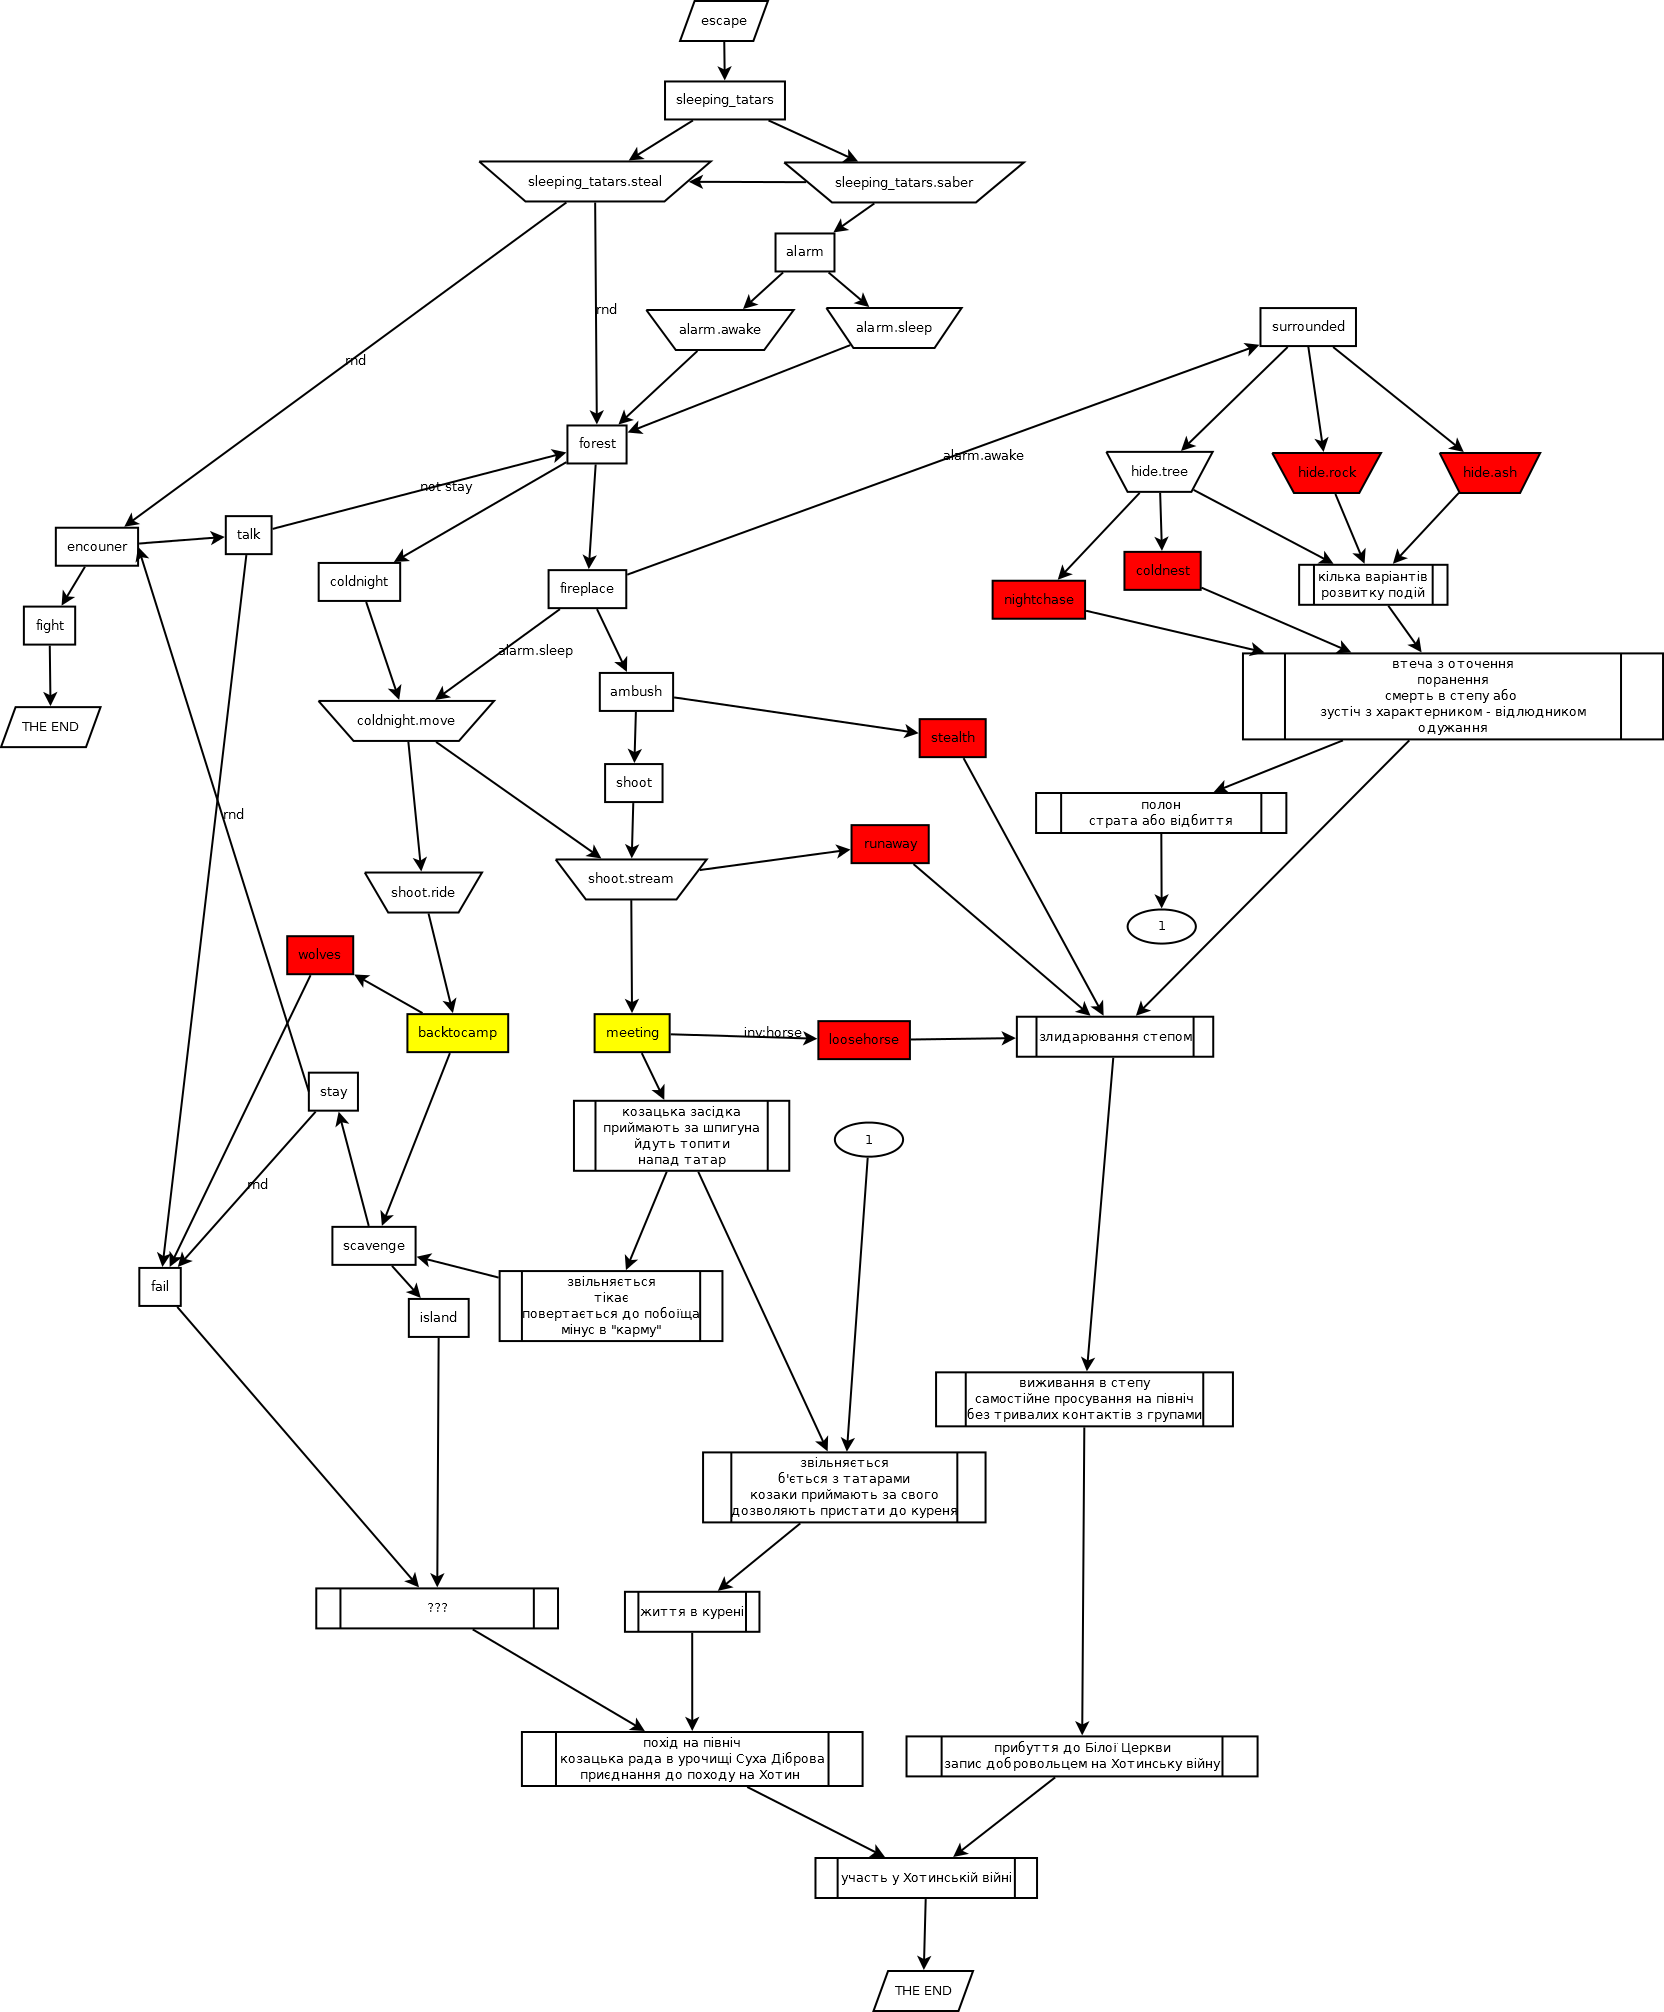 escape
sleeping_tatars
sleeping_tatars.steal
sleeping_tatars.saber
alarm
rnd
alarm.awake
alarm.sleep
surrounded
rnd
forest
alarm.awake
hide.tree
hide.rock
hide.ash
not stay
encouner
talk
coldnight
fireplace
coldnest
nightchase
кілька варіантів
розвитку подій
fight
alarm.sleep
втеча з оточення
поранення
смерть в степу або
зустіч з характерником - відлюдником
одужання
THE END
coldnight.move
ambush
stealth
shoot
полон
страта або відбиття
rnd
runaway
shoot.ride
shoot.stream
1
wolves
backtocamp
meeting
inv:horse
loosehorse
злидарювання степом
stay
козацька засідка
приймають за шпигуна
йдуть топити
напад татар
1
rnd
scavenge
fail
island
звільняється
тікає
повертається до побоїща
мінус в "карму"
виживання в степу
самостійне просування на північ
без тривалих контактів з групами
звільняється
б'ється з татарами
козаки приймають за свого
дозволяють пристати до куреня
???
життя в курені
похід на північ
козацька рада в урочищі Суха Діброва
приєднання до походу на Хотин
прибуття до Білої Церкви
запис добровольцем на Хотинську війну
участь у Хотинській війні
THE END